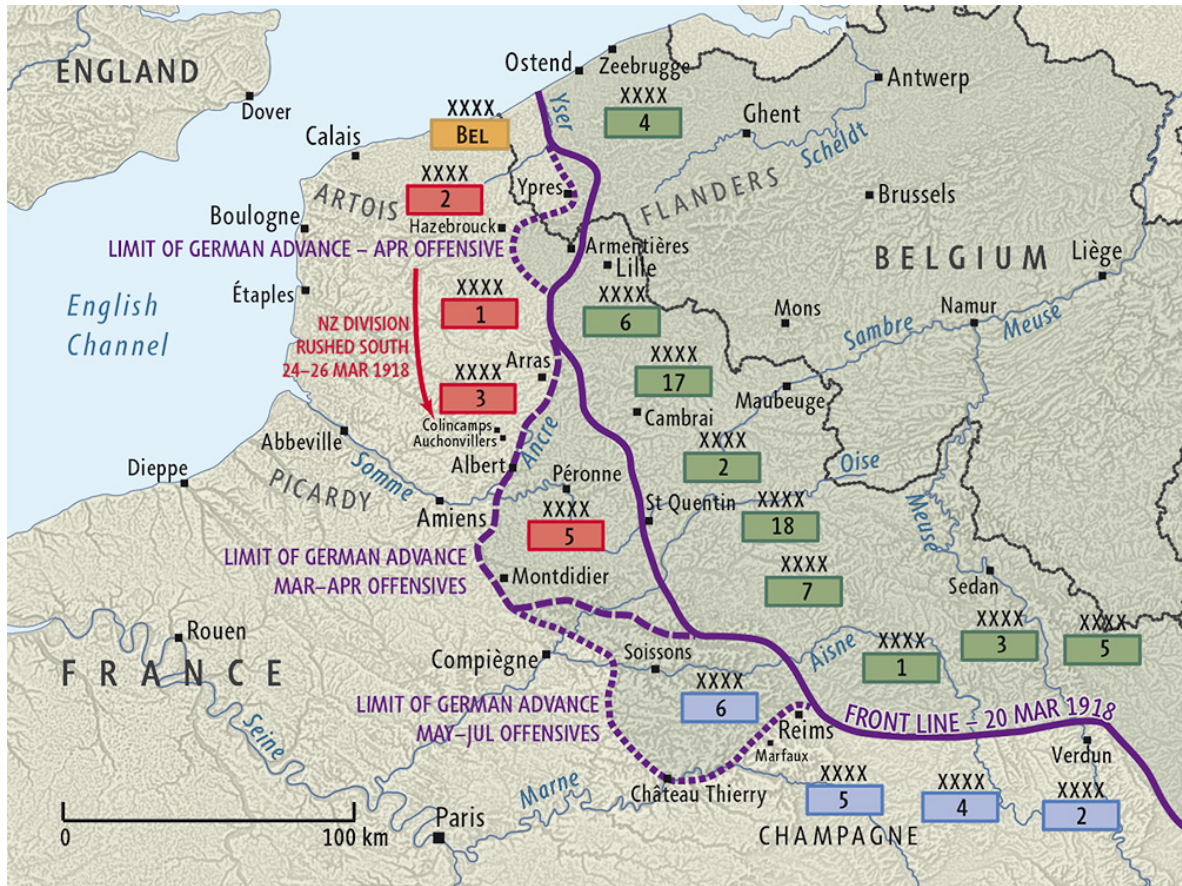 ENGLAND
Dover
Ostend
Zeebrugge
Antwerp
XXXX
BEL
Yser
XXXX
4
Ghent
Scheldt
Calais
XXXX
2
ARTOIS
Ypres
FLANDERS
Brussels
Boulogne
Hazebrouck
LIMIT OF GERMAN ADVANCE – APR OFFENSIVE
Armentières
Lille
BELGIUM
Liège
English
Channel
Étaples
XXXX
1
XXXX
6
Mons
Namur
Sambre
Meuse
NZ DIVISION
RUSHED SOUTH
24–26 MAR 1918
Arras
XXXX
3
XXXX
17
Cambrai
Maubeuge
Colincamps
Auchonvillers
Abbeville
Ancre
Albert
XXXX
2
Oise
Dieppe
PICARDY
Somme
Péronne
Amiens
XXXX
5
St Quentin
XXXX
18
Meuse
LIMIT OF GERMAN ADVANCE
MAR–APR OFFENSIVES
Montdidier
XXXX
7
Sedan
Rouen
FRANCE
Compiègne
Soissons
Aisne
XXXX
1
XXXX
3
XXXX
5
LIMIT OF GERMAN ADVANCE
MAY–JUL OFFENSIVES
XXXX
6
FRONT LINE – 20 MAR 1918
Reims
Marfaux
Verdun
Seine
Marne
Château Thierry
XXXX
5
XXXX
4
XXXX
2
CHAMPAGNE
0
100 km
Paris